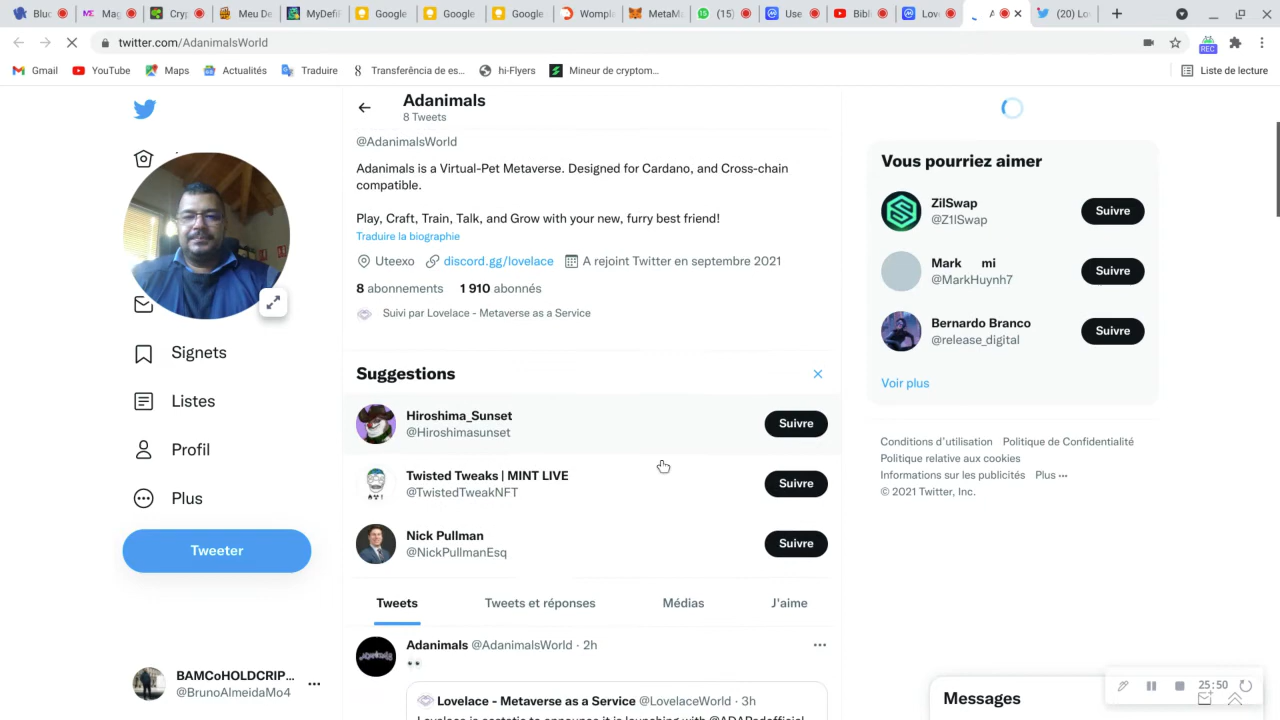 Bluc
Mag
Cryp
Meu De
MyDefi
Google
Google
Google
Womple
MetaMa
(15)
Use
Bibl
Love
A
(20) Lo
twitter.com/AdanimalsWorld
REC
Gmail
YouTube
Maps
Actualités
Traduire
Transferência de es...
hi-Flyers
Mineur de cryptom...
Liste de lecture
Adanimals
8 Tweets
@AdanimalsWorld
Adanimals is a Virtual-Pet Metaverse. Designed for Cardano, and Cross-chain
compatible.
Play, Craft, Train, Talk, and Grow with your new, furry best friend!
Traduire la biographie
Uteexo discord.gg/lovelace A rejoint Twitter en septembre 2021
8 abonnements 1 910 abonnés
Suivi par Lovelace - Metaverse as a Service
Suggestions
Hiroshima_Sunset
@Hiroshimasunset
Suivre
Twisted Tweaks | MINT LIVE
@TwistedTweakNFT
Suivre
Nick Pullman
@NickPullmanEsq
Suivre
Tweets
Tweets et réponses
Médias
J'aime
Adanimals @AdanimalsWorld · 2h
Lovelace - Metaverse as a Service @LovelaceWorld · 3h
Signets
Listes
Profil
Plus
Tweeter
BAMCoHOLDCRIP...
@BrunoAlmeidaMo4
Vous pourriez aimer
ZilSwap
@Z1lSwap
Suivre
Mark mi
@MarkHuynh7
Suivre
Bernardo Branco
@release_digital
Suivre
Voir plus
Conditions d'utilisation Politique de Confidentialité
Politique relative aux cookies
Informations sur les publicités Plus ···
© 2021 Twitter, Inc.
Messages
25:50